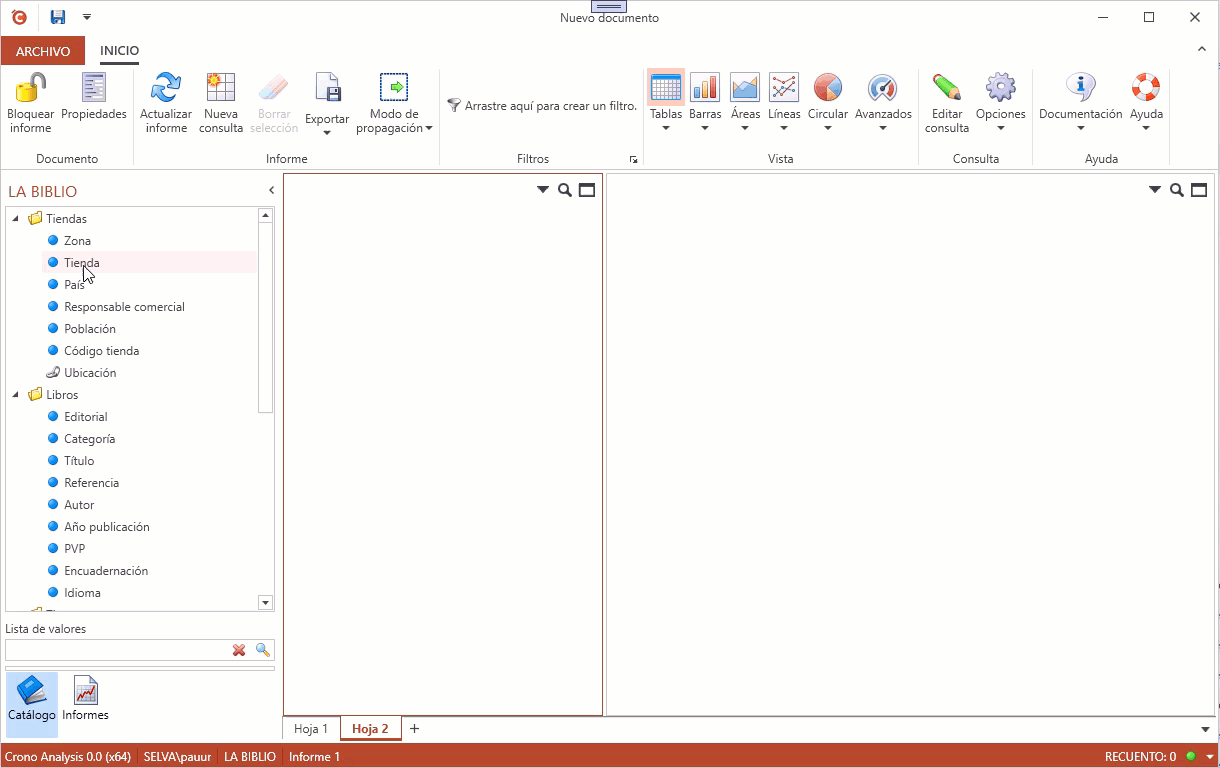 Nuevo documento
ARCHIVO
INICIO
Bloquear informe
Propiedades
Documento
Actualizar informe
Nueva consulta
Borrar selección
Exportar
Modo de propagación
Informe
Arrastre aquí para crear un filtro.
Filtros
Tablas
Barras
Áreas
Líneas
Circular
Avanzados
Vista
Editar consulta
Opciones
Consulta
Documentación
Ayuda
Ayuda
LA BIBLIO
Tiendas
Zona
Tienda
País
Responsable comercial
Población
Código tienda
Ubicación
Libros
Editorial
Categoría
Título
Referencia
Autor
Año publicación
PVP
Encuadernación
Idioma
Lista de valores
Catálogo
Informes
Hoja 1
Hoja 2
Crono Analysis 0.0 (x64)
SELVA\pauur
LA BIBLIO
Informe 1
RECUENTO: 0